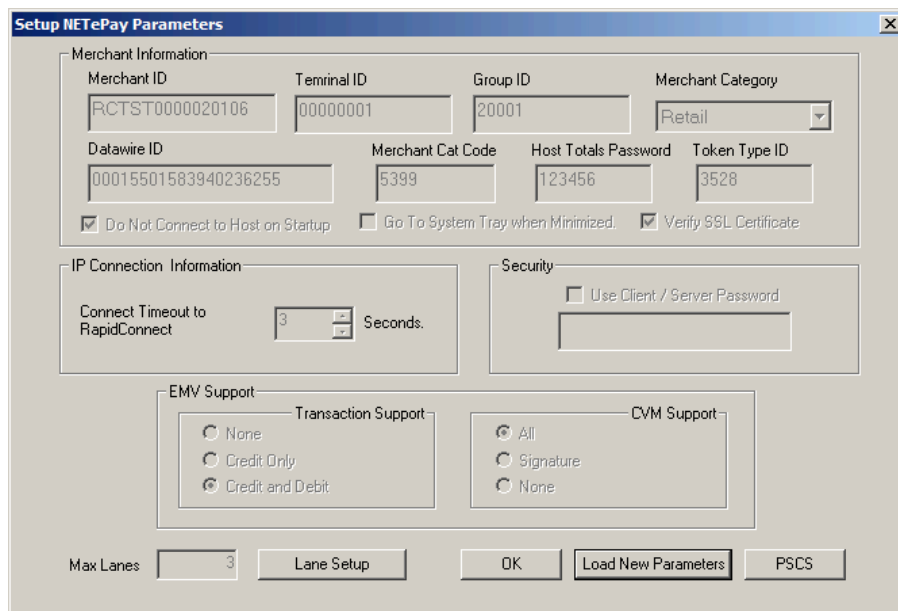 Setup NETePay Parameters
Merchant Information
Merchant ID
Temrinal ID
Group ID
Merchant Category
RCTST0000020106
00000001
20001
Retail
Datawire ID
Merchant Cat Code
Host Totals Password
Token Type ID
00015501583940236255
5399
123456
3528
Do Not Connect to Host on Startup
Go To System Tray when Minimized.
Verify SSL Certificate
IP Connection Information
Connect Timeout to
RapidConnect
3
Seconds.
Security
Use Client / Server Password
EMV Support
Transaction Support
None
Credit Only
Credit and Debit
CVM Support
All
Signature
None
Max Lanes
3
Lane Setup
OK
Load New Parameters
PSCS